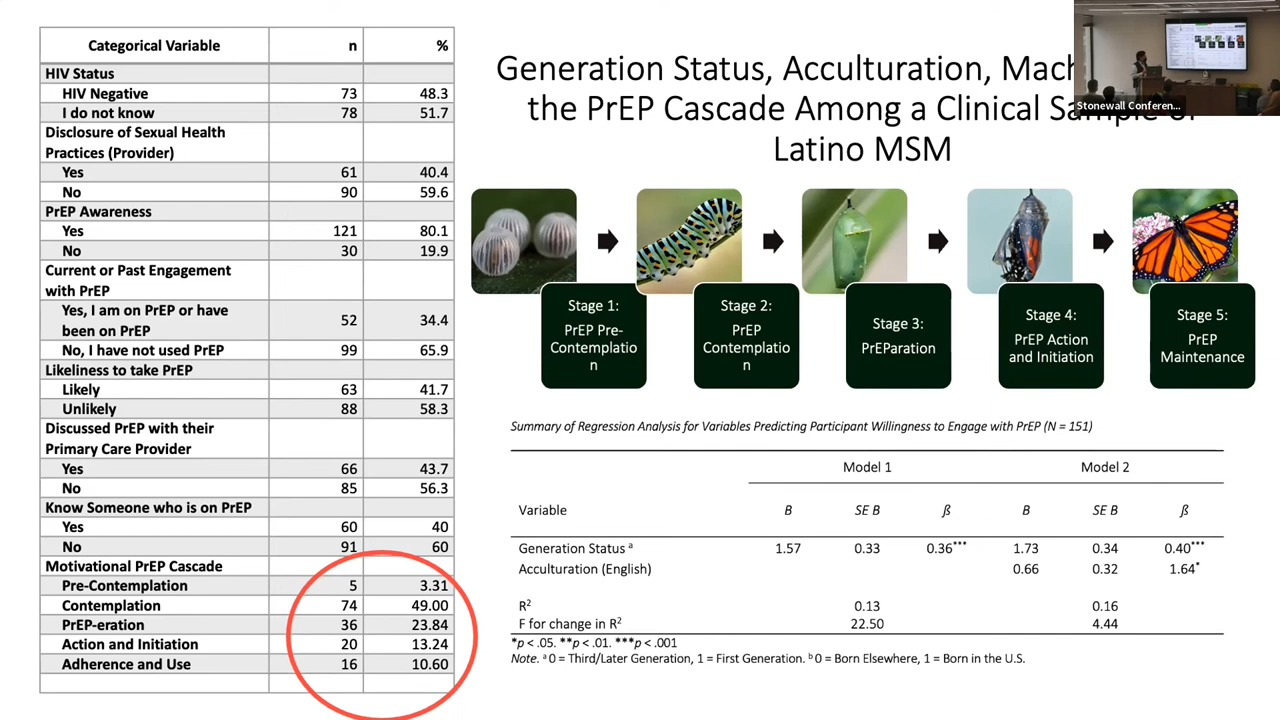 Categorical Variable n %
HIV Status
HIV Negative 73 48.3
I do not know 78 51.7
Disclosure of Sexual Health
Practices (Provider)
Yes 61 40.4
No 90 59.6
PrEP Awareness
Yes 121 80.1
No 30 19.9
Current or Past Engagement
with PrEP
Yes, I am on PrEP or have
been on PrEP 52 34.4
No, I have not used PrEP 99 65.9
Likeliness to take PrEP
Likely 63 41.7
Unlikely 88 58.3
Discussed PrEP with their
Primary Care Provider
Yes 66 43.7
No 85 56.3
Know Someone who is on PrEP
Yes 60 40
No 91 60
Motivational PrEP Cascade
Pre-Contemplation 5 3.31
Contemplation 74 49.00
PrEP-eration 36 23.84
Action and Initiation 20 13.24
Adherence and Use 16 10.60
Generation Status, Acculturation,
the PrEP Cascade Among a Clinical
Latino MSM
Stonewall Conferen...
Stage 1:
PrEP Pre-
Contemplatio
n
Stage 2:
PrEP
Contemplatio
n
Stage 3:
PrEParation
Stage 4:
PrEP Action
and Initiation
Stage 5:
PrEP
Maintenance
Summary of Regression Analysis for Variables Predicting Participant Willingness to Engage with PrEP (N = 151)
Model 1 Model 2
Variable B SE B ß B SE B ß
Generation Status ᵃ 1.57 0.33 0.36*** 1.73 0.34 0.40***
Acculturation (English) 0.66 0.32 1.64*
R² 0.13 0.16
F for change in R² 22.50 4.44
*p < .05. **p < .01. ***p < .001
Note. ᵃ 0 = Third/Later Generation, 1 = First Generation. ᵇ 0 = Born Elsewhere, 1 = Born in the U.S.